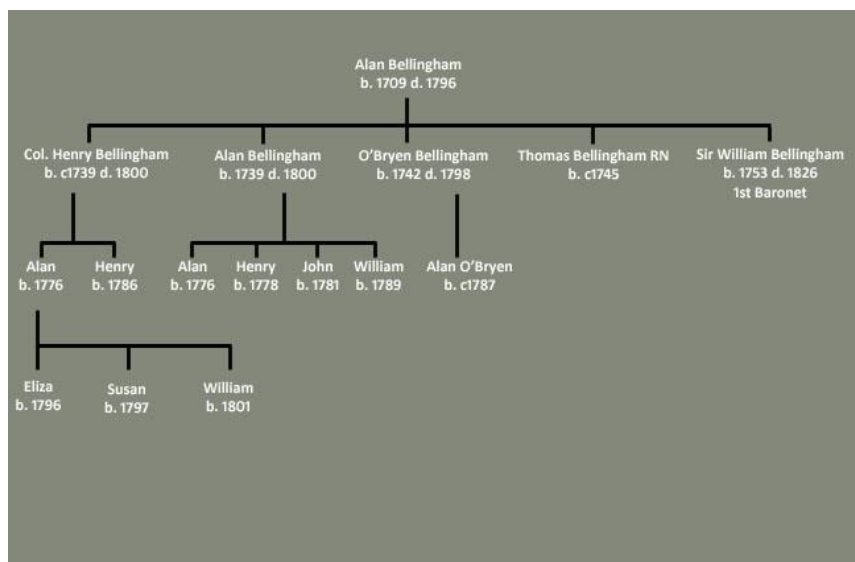 Alan Bellingham
b. 1709 d. 1796
Col. Henry Bellingham
b. c1739 d. 1800
Alan Bellingham
b. 1739 d. 1800
O'Bryen Bellingham
b. 1742 d. 1798
Thomas Bellingham RN
b. c1745
Sir William Bellingham
b. 1753 d. 1826
1st Baronet
Alan
b. 1776
Henry
b. 1786
Alan
b. 1776
Henry
b. 1778
John
b. 1781
William
b. 1789
Alan O'Bryen
b. c1787
Eliza
b. 1796
Susan
b. 1797
William
b. 1801